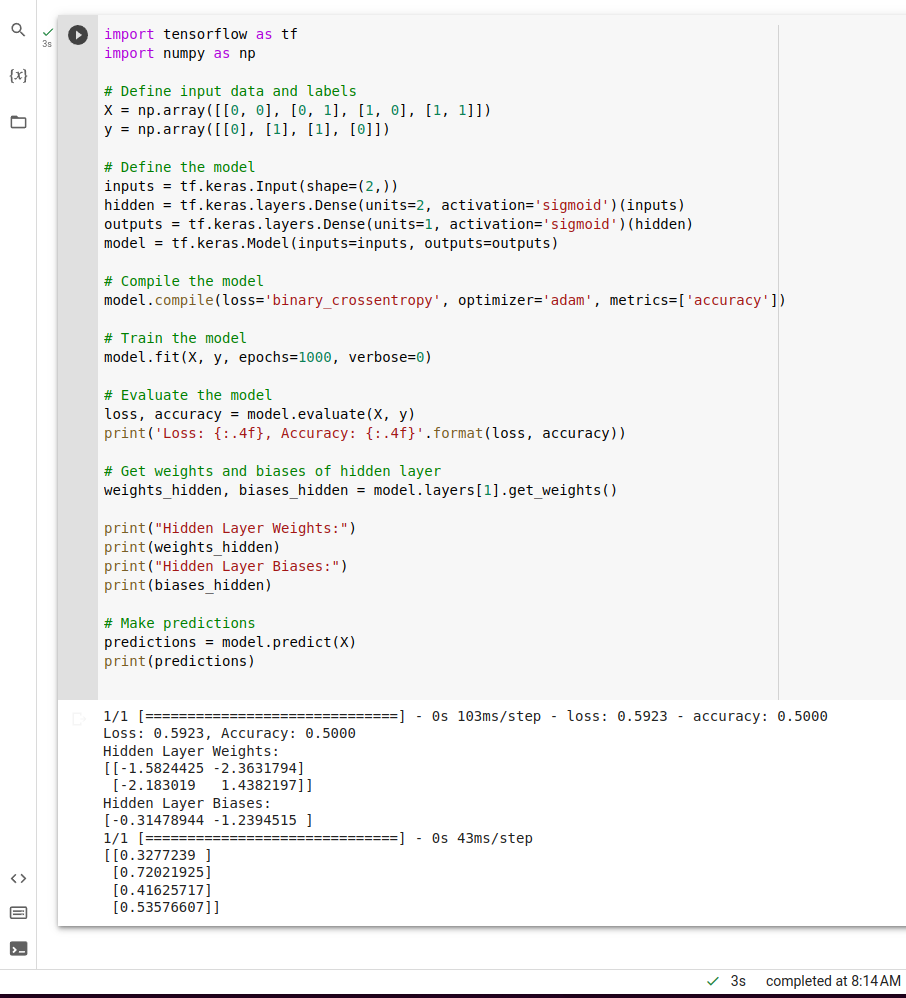 {x}
3s
import tensorflow as tf
import numpy as np
# Define input data and labels
X = np.array([[0, 0], [0, 1], [1, 0], [1, 1]])
y = np.array([[0], [1], [1], [0]])
# Define the model
inputs = tf.keras.Input(shape=(2,))
hidden = tf.keras.layers.Dense(units=2, activation='sigmoid')(inputs)
outputs = tf.keras.layers.Dense(units=1, activation='sigmoid')(hidden)
model = tf.keras.Model(inputs=inputs, outputs=outputs)
# Compile the model
model.compile(loss='binary_crossentropy', optimizer='adam', metrics=['accuracy'])
# Train the model
model.fit(X, y, epochs=1000, verbose=0)
# Evaluate the model
loss, accuracy = model.evaluate(X, y)
print('Loss: {:.4f}, Accuracy: {:.4f}'.format(loss, accuracy))
# Get weights and biases of hidden layer
weights_hidden, biases_hidden = model.layers[1].get_weights()
print("Hidden Layer Weights:")
print(weights_hidden)
print("Hidden Layer Biases:")
print(biases_hidden)
# Make predictions
predictions = model.predict(X)
print(predictions)
1/1 [==============================] - 0s 103ms/step - loss: 0.5923 - accuracy: 0.5000
Loss: 0.5923, Accuracy: 0.5000
Hidden Layer Weights:
[[-1.5824425 -2.3631794]
 [-2.183019   1.4382197]]
Hidden Layer Biases:
[-0.31478944 -1.2394515 ]
1/1 [==============================] - 0s 43ms/step
[[0.3277239 ]
 [0.72021925]
 [0.41625717]
 [0.53576607]]
3s completed at 8:14 AM